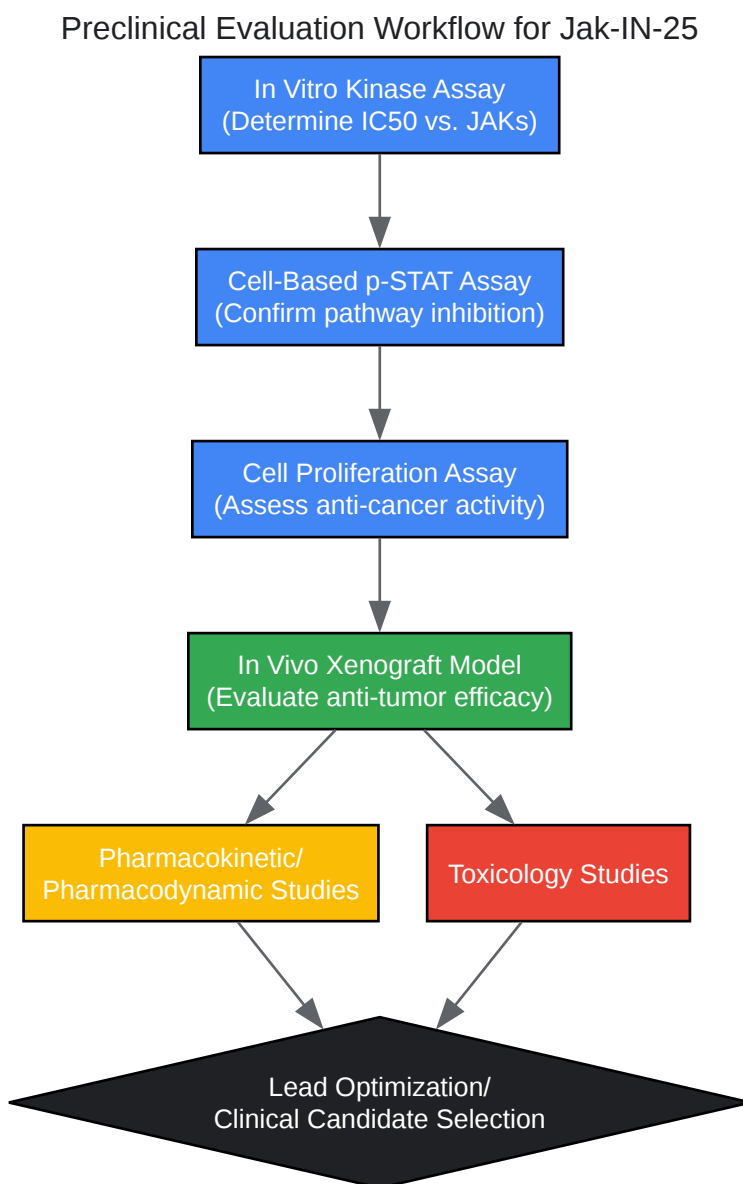 Preclinical Evaluation Workflow for Jak-IN-25
In Vitro Kinase Assay
(Determine IC50 vs. JAKs)
Cell-Based p-STAT Assay
(Confirm pathway inhibition)
Cell Proliferation Assay
(Assess anti-cancer activity)
In Vivo Xenograft Model
(Evaluate anti-tumor efficacy)
Pharmacokinetic/
Pharmacodynamic Studies
Toxicology Studies
Lead Optimization/
Clinical Candidate Selection